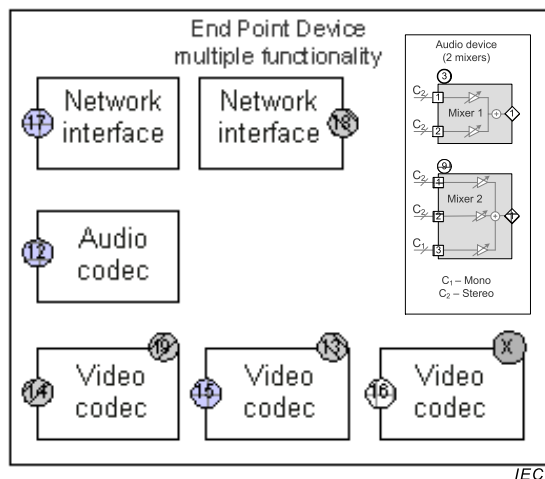 End Point Device
multiple functionality
17
Network
interface
Network
interface
18
12
Audio
codec
14
19
Video
codec
15
13
Video
codec
16
X
Video
codec
Audio device
(2 mixers)
3
C2
1
C2
2
Mixer 1
1
9
C2
1
C2
2
C1
3
Mixer 2
1
C1 – Mono
C2 – Stereo
IEC